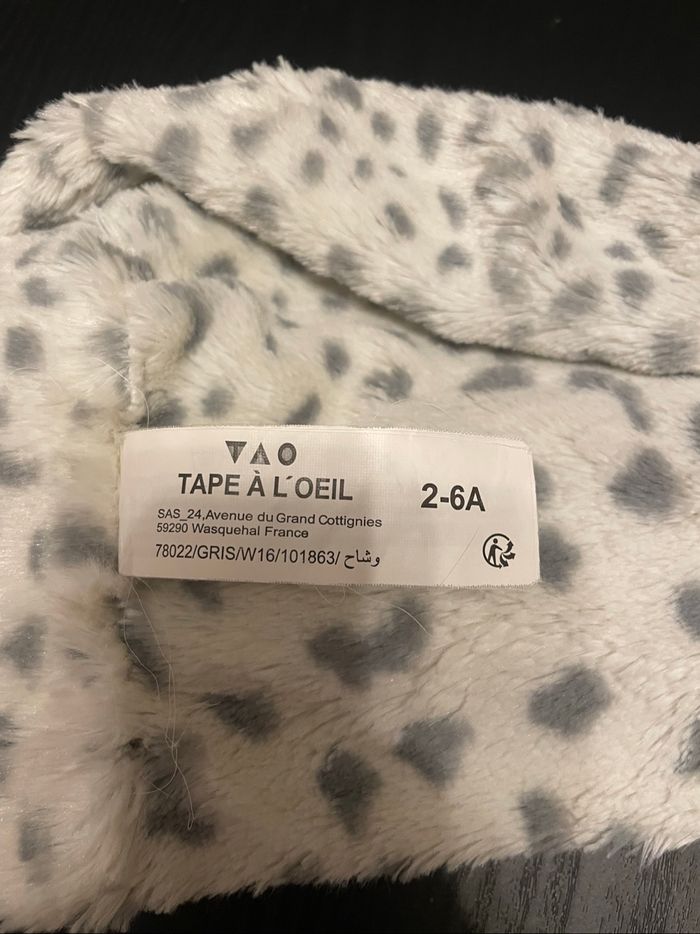 TAO
TAPE À L´OEIL
2-6A
SAS_24,Avenue du Grand Cottignies
59290 Wasquehal France
78022/GRIS/W16/101863/ وشاح